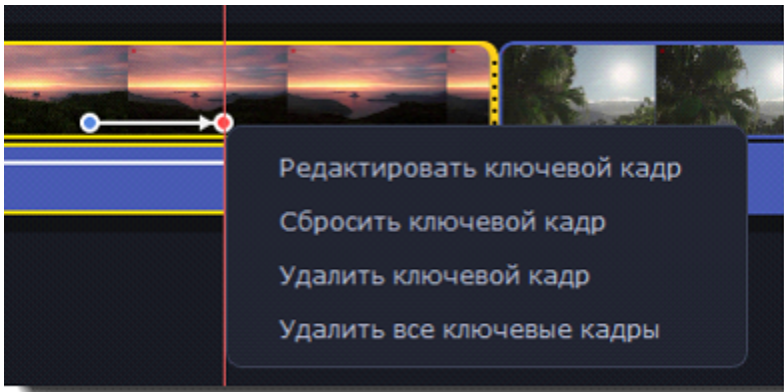 Редактировать ключевой кадр
Сбросить ключевой кадр
Удалить ключевой кадр
Удалить все ключевые кадры